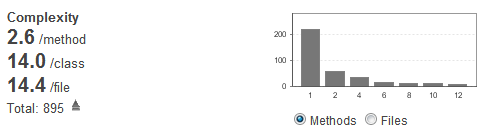 Complexity
2.6 /method
14.0 /class
14.4 /file
Total: 895
200
100
0
1 2 4 6 8 10 12
Methods Files